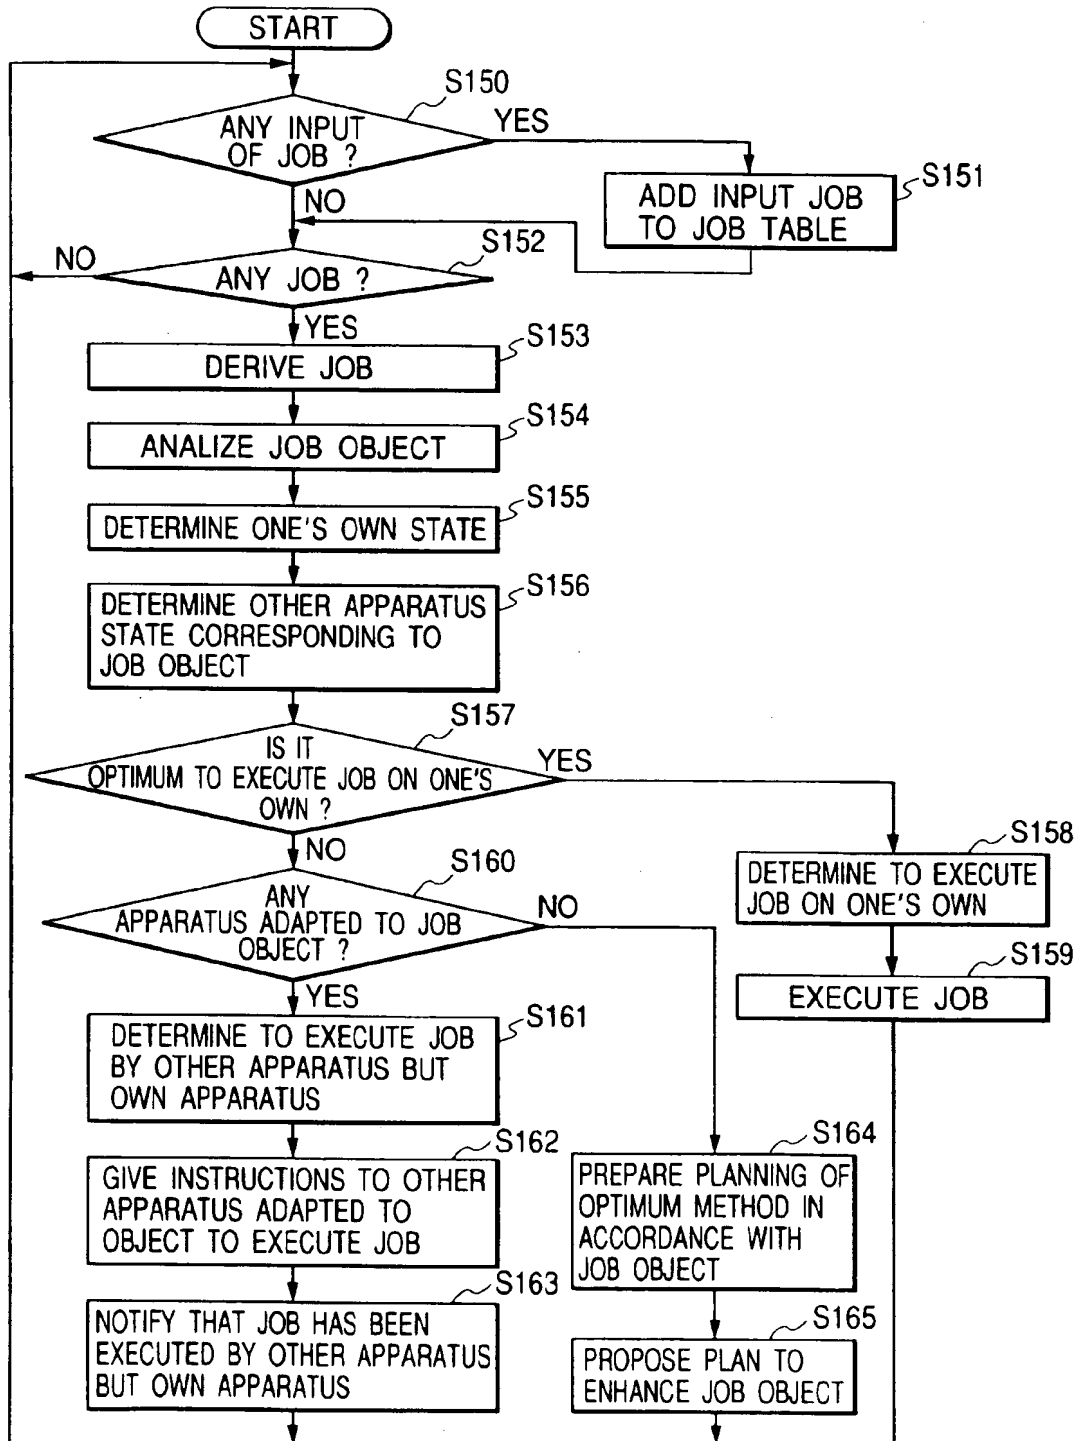 START
S150
ANY INPUT
OF JOB ?
YES
S151
ADD INPUT JOB
TO JOB TABLE
NO
S152
NO
ANY JOB ?
YES
S153
DERIVE JOB
S154
ANALIZE JOB OBJECT
S155
DETERMINE ONE'S OWN STATE
S156
DETERMINE OTHER APPARATUS
STATE CORRESPONDING TO
JOB OBJECT
S157
IS IT
OPTIMUM TO EXECUTE JOB ON ONE'S
OWN ?
YES
NO
S158
DETERMINE TO EXECUTE
JOB ON ONE'S OWN
S159
EXECUTE JOB
S160
ANY
APPARATUS ADAPTED TO JOB
OBJECT ?
NO
YES
S161
DETERMINE TO EXECUTE JOB
BY OTHER APPARATUS BUT
OWN APPARATUS
S162
GIVE INSTRUCTIONS TO OTHER
APPARATUS ADAPTED TO
OBJECT TO EXECUTE JOB
S163
NOTIFY THAT JOB HAS BEEN
EXECUTED BY OTHER APPARATUS
BUT OWN APPARATUS
S164
PREPARE PLANNING OF
OPTIMUM METHOD IN
ACCORDANCE WITH
JOB OBJECT
S165
PROPOSE PLAN TO
ENHANCE JOB OBJECT